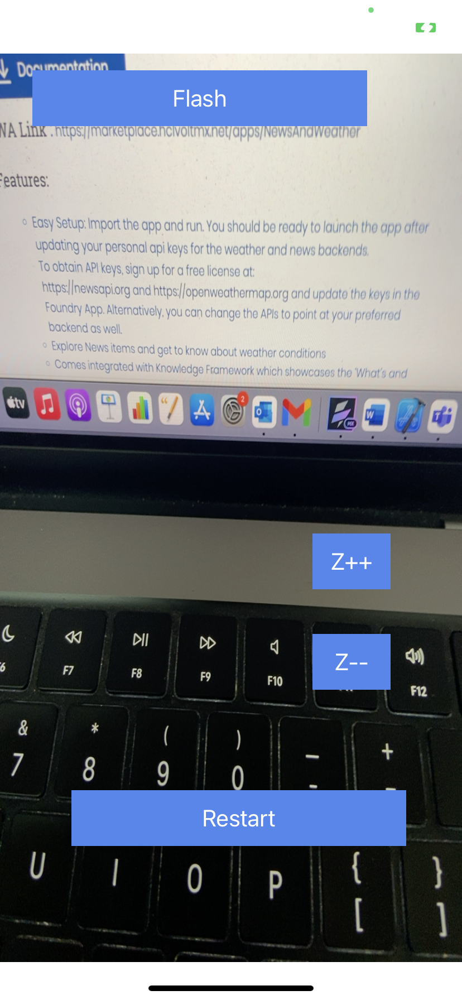 Documentation
Flash
NA Link . https://marketplace.hclvoltmx.net/apps/NewsAndWeather
Features:
Easy Setup: Import the app and run. You should be ready to launch the app after
updating your personal api keys for the weather and news backends.
To obtain API keys, sign up for a free license at:
https://newsapi.org and https://openweathermap.org and update the keys in the
Foundry App. Alternatively, you can change the APIs to point at your preferred
backend as well.
Explore News items and get to know about weather conditions
Comes integrated with Knowledge Framework which showcases the 'What's and
tv
2
O
MX
W
T
Z++
Z--
F7 F8 F9 F10 F12
& * ( ) _ +
7 8 9 0 -
Restart
U I O P { }
[ ]